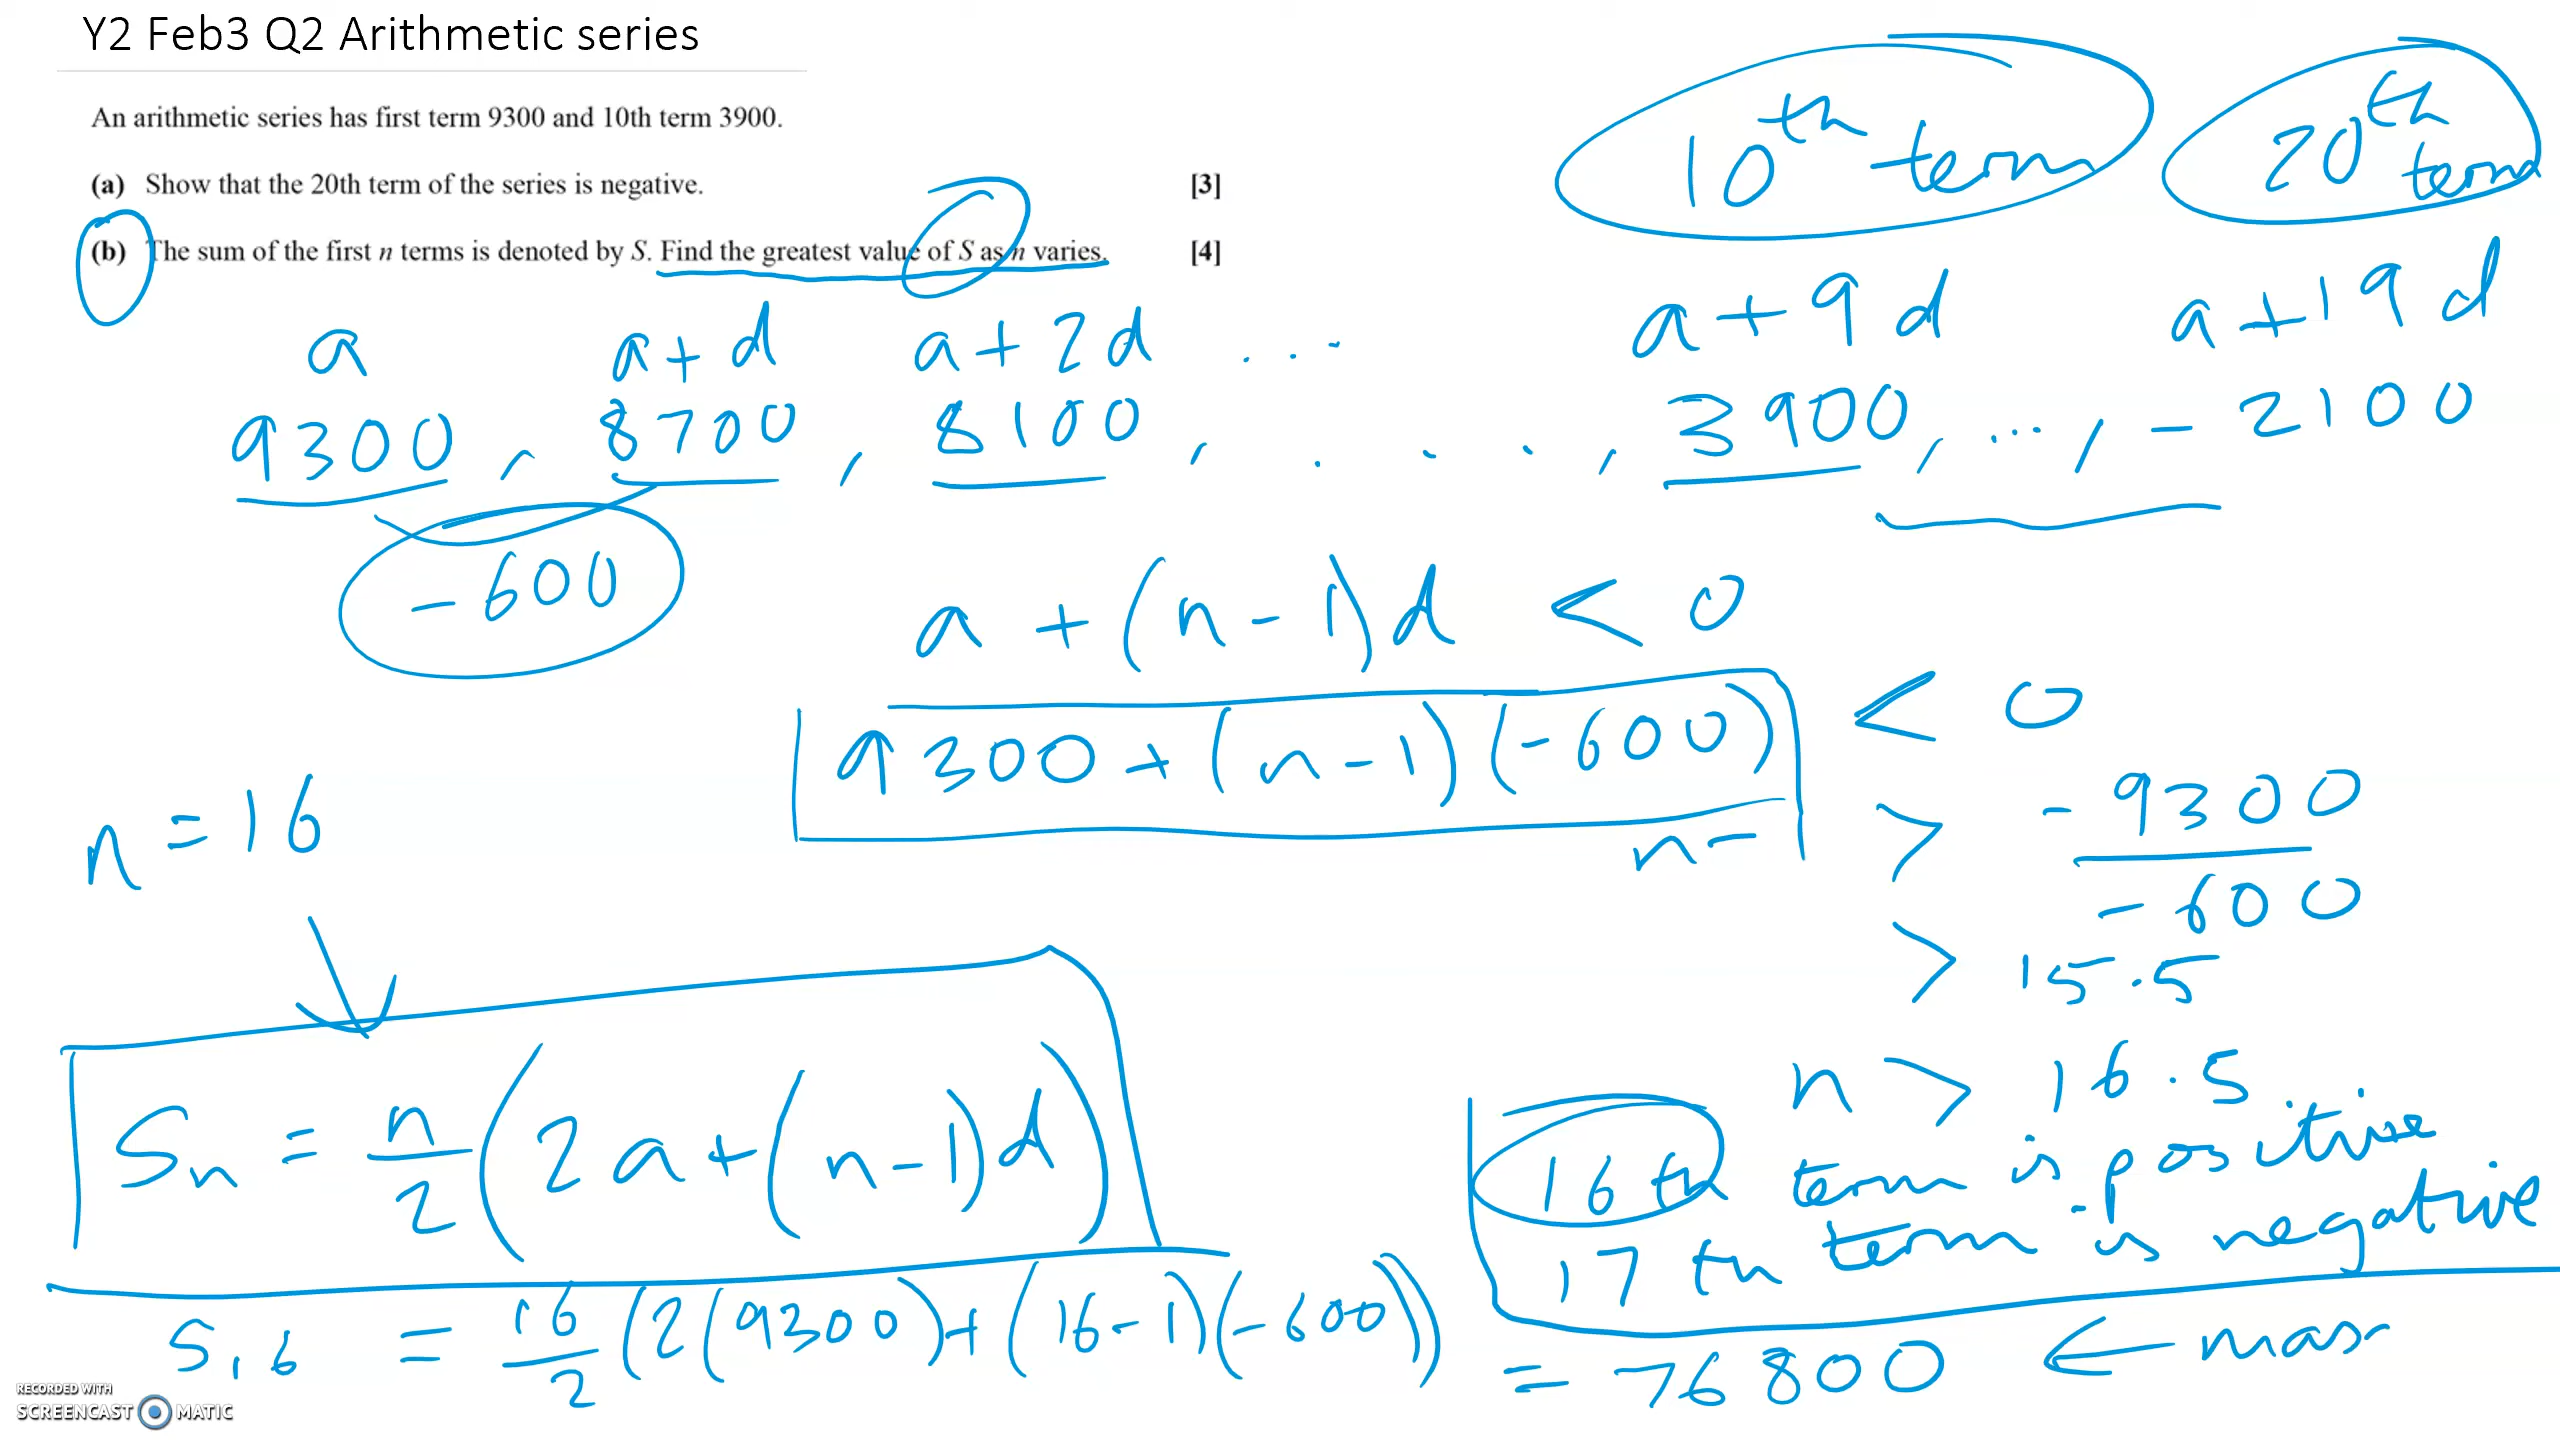 Y2 Feb3 Q2 Arithmetic series
An arithmetic series has first term 9300 and 10th term 3900.
(a) Show that the 20th term of the series is negative. [3]
(b) The sum of the first n terms is denoted by S. Find the greatest value of S as n varies. [4]
10th term 20th term
a a+d a+2d ... a+9d a+19d
9300, 8700, 8100, . . . , 3900, ..., -2100
-600
a + (n-1)d < 0
9300 + (n-1)(-600) < 0
n-1 > -9300/-600
> 15.5
n > 16.5
n = 16
16th term is positive
17th term is negative
Sn = n/2 (2a+(n-1)d)
S16 = 16/2 (2(9300)+(16-1)(-600)) = 76800 ← max
RECORDED WITH
SCREENCAST MATIC